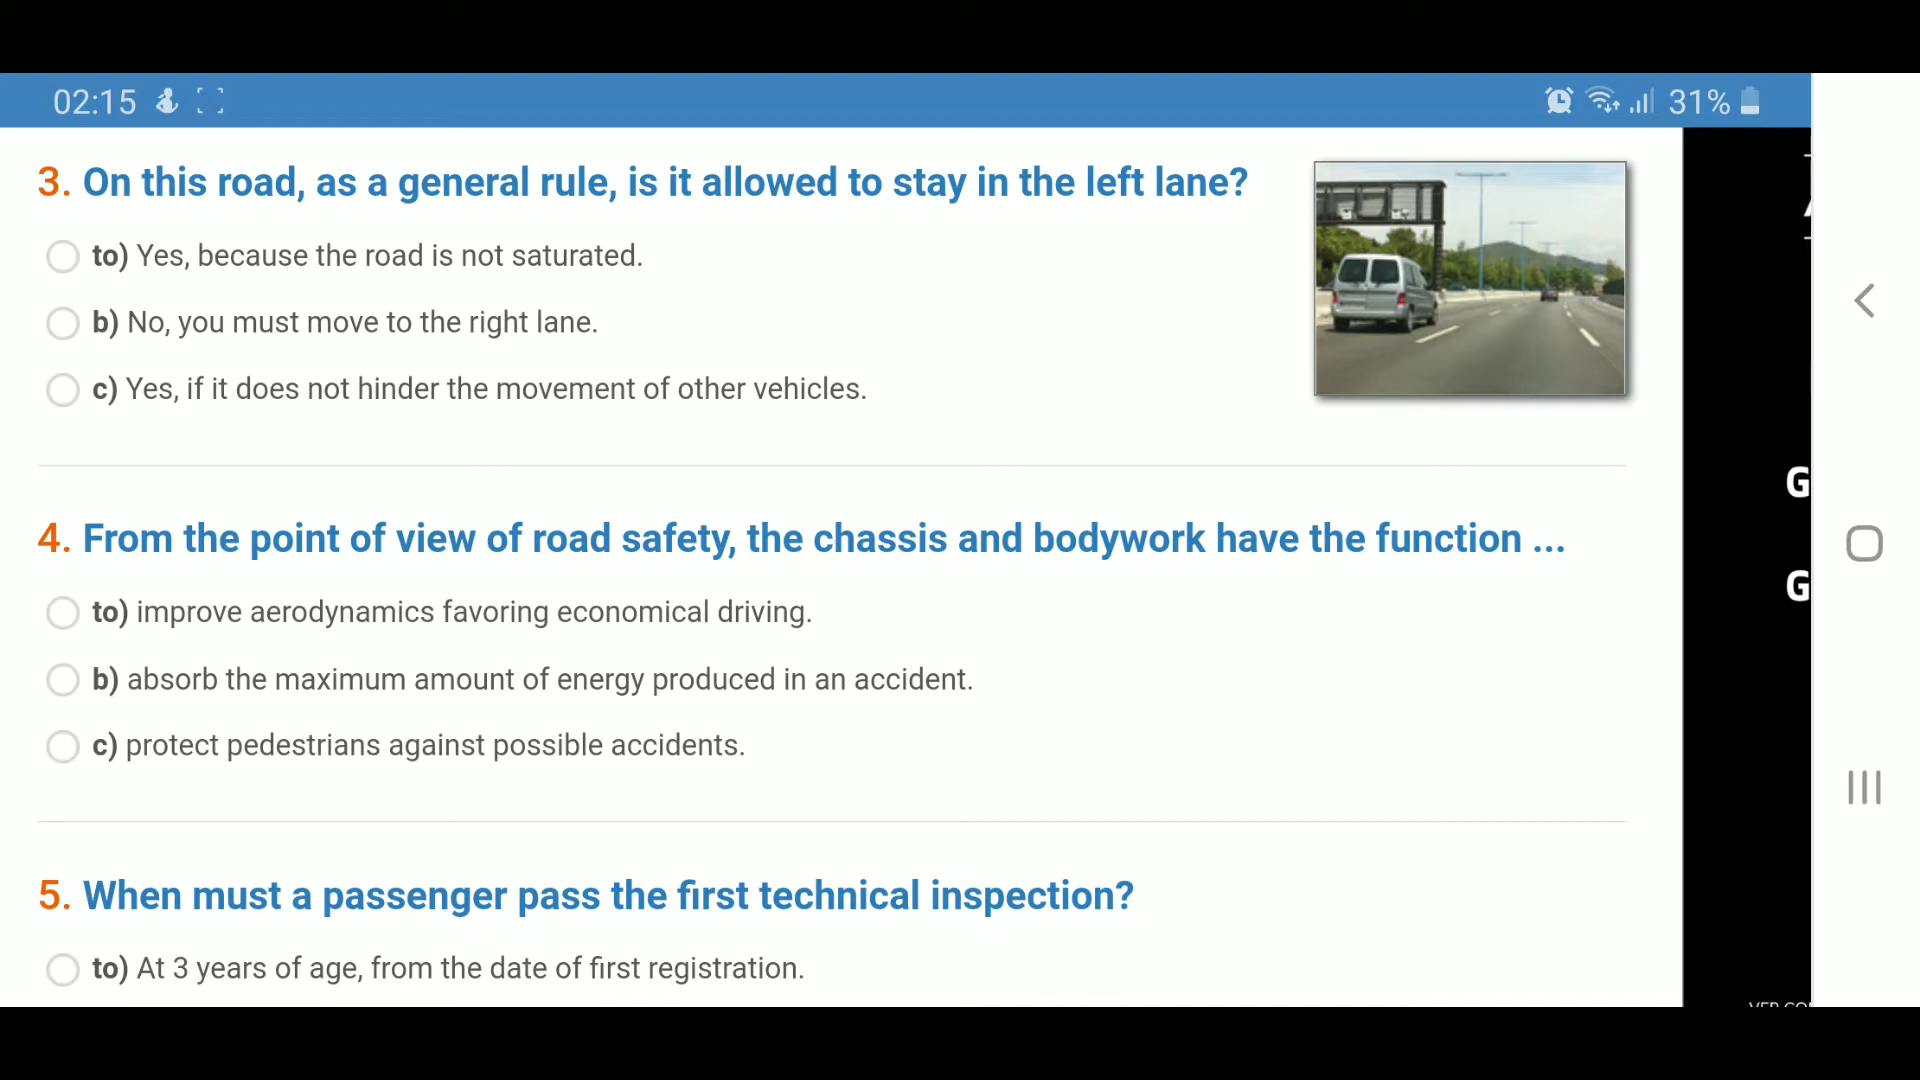 02:15 31%
3. On this road, as a general rule, is it allowed to stay in the left lane?
to) Yes, because the road is not saturated.
b) No, you must move to the right lane.
c) Yes, if it does not hinder the movement of other vehicles.
4. From the point of view of road safety, the chassis and bodywork have the function ...
to) improve aerodynamics favoring economical driving.
b) absorb the maximum amount of energy produced in an accident.
c) protect pedestrians against possible accidents.
5. When must a passenger pass the first technical inspection?
to) At 3 years of age, from the date of first registration.
G
G